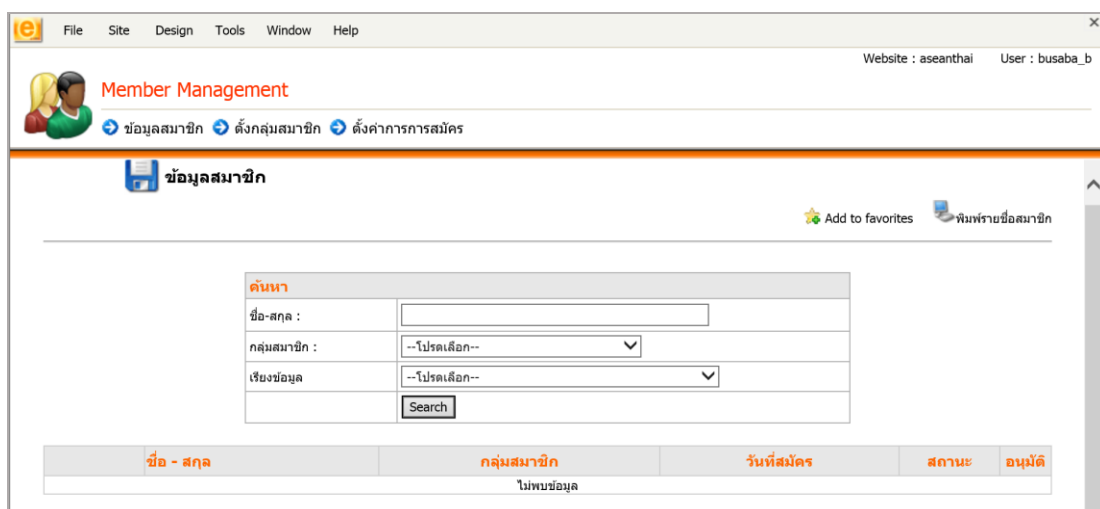 File Site Design Tools Window Help
Website : aseanthai User : busaba_b
Member Management
ข้อมูลสมาชิก ตั้งกลุ่มสมาชิก ตั้งค่าการการสมัคร
ข้อมูลสมาชิก
Add to favorites พิมพ์รายชื่อสมาชิก
ค้นหา
ชื่อ-สกุล :
กลุ่มสมาชิก : --โปรดเลือก--
เรียงข้อมูล --โปรดเลือก--
Search
ชื่อ - สกุล กลุ่มสมาชิก วันที่สมัคร สถานะ อนุมัติ
ไม่พบข้อมูล